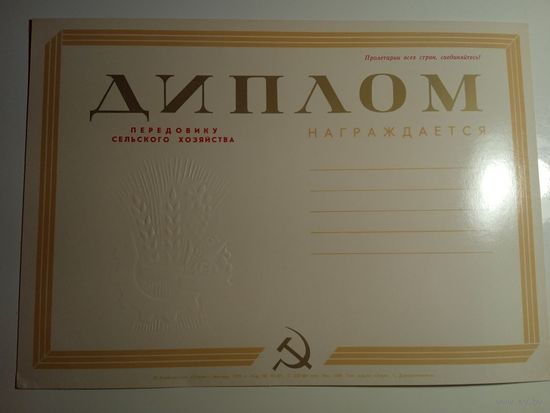 Пролетарии всех стран, соединяйтесь!
ДИПЛОМ
ПЕРЕДОВИКУ
СЕЛЬСКОГО ХОЗЯЙСТВА
НАГРАЖДАЕТСЯ